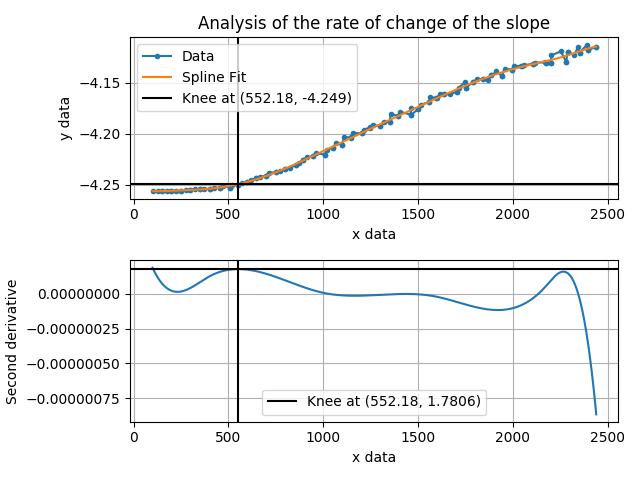 Analysis of the rate of change of the slope
Data
Spline Fit
Knee at (552.18, -4.249)
−4.15
−4.20
−4.25
y data
0 500 1000 1500 2000 2500
x data
0.00000000
−0.00000025
−0.00000050
−0.00000075
Second derivative
Knee at (552.18, 1.7806)
0 500 1000 1500 2000 2500
x data